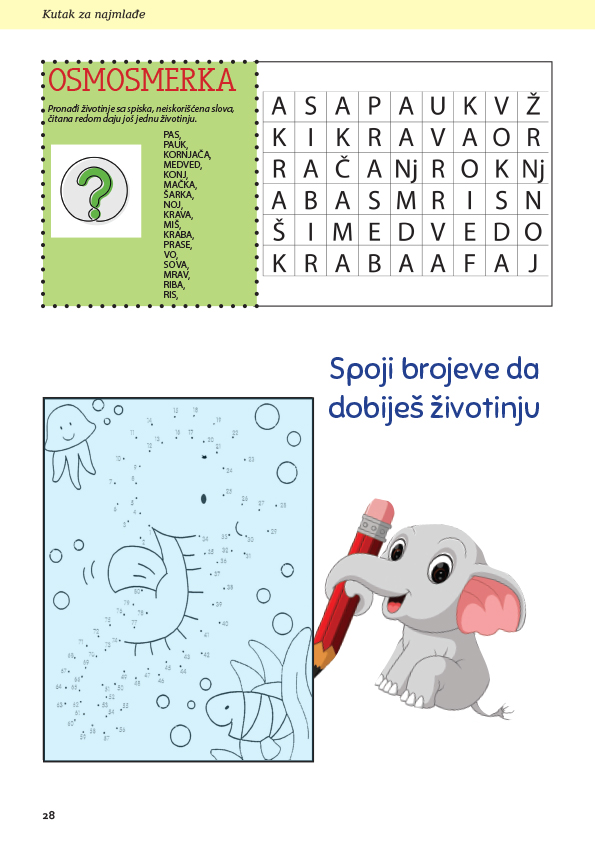 Kutak za najmlađe
OSMOSMERKA
Pronađi životinje sa spiska, neiskorišćena slova,
čitana redom daju još jednu životinju.
PAS,
PAUK,
KORNJAČA,
MEDVED,
KONJ,
MAČKA,
ŠARKA,
NOJ,
KRAVA,
MIŠ,
KRABA,
PRASE,
VO,
SOVA,
MRAV,
RIBA,
RIS,
A S A P A U K V Ž
K I K R A V A O R
R A Č A Nj R O K Nj
A B A S M R I S N
Š I M E D V E D O
K R A B A A F A J
Spoji brojeve da
dobiješ životinju
28